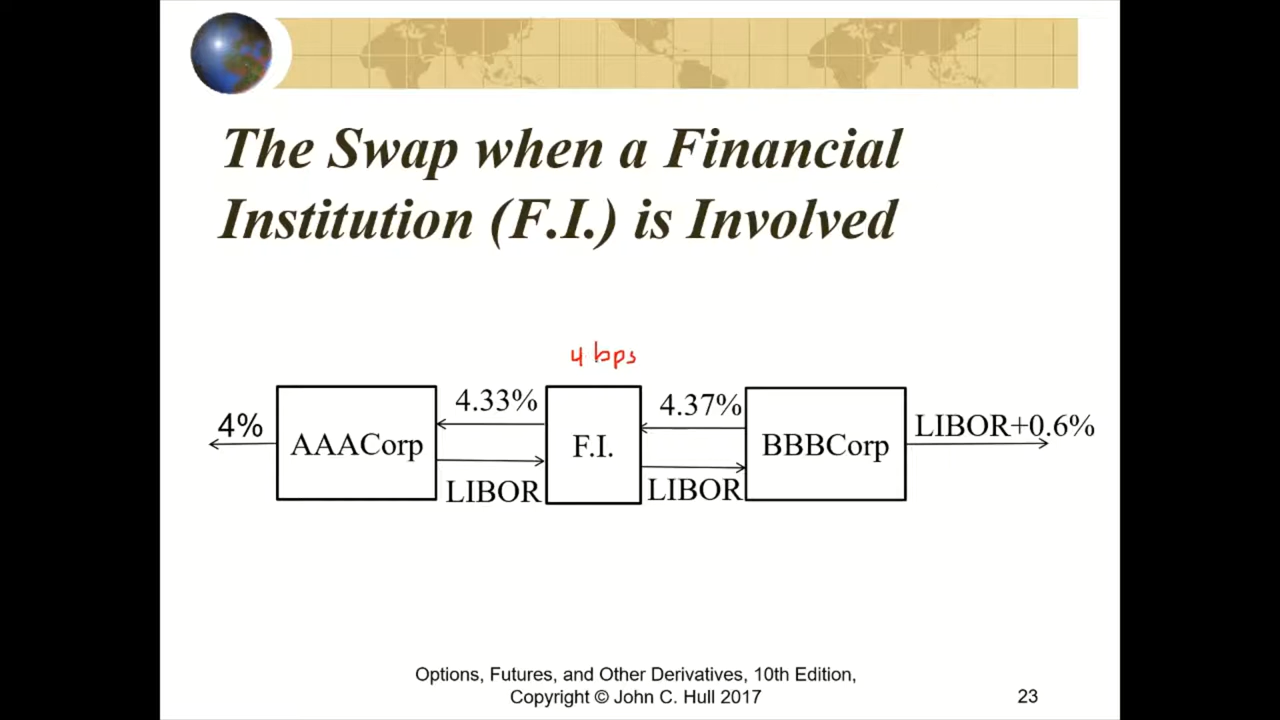 The Swap when a Financial
Institution (F.I.) is Involved
4 bps
4%
AAACorp
4.33%
LIBOR
F.I.
4.37%
LIBOR
BBBCorp
LIBOR+0.6%
Options, Futures, and Other Derivatives, 10th Edition,
Copyright © John C. Hull 2017
23